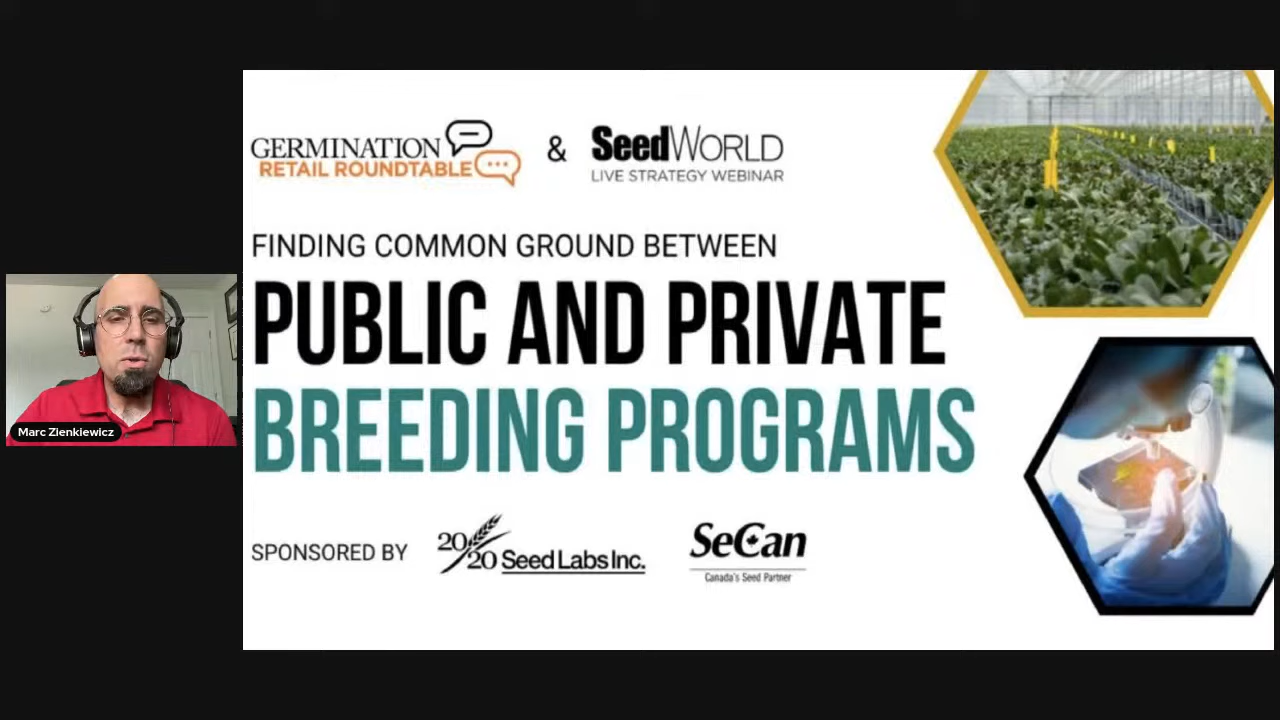 GERMINATION
RETAIL ROUNDTABLE
&
SeedWORLD
LIVE STRATEGY WEBINAR
FINDING COMMON GROUND BETWEEN
PUBLIC AND PRIVATE
BREEDING PROGRAMS
Marc Zienkiewicz
SPONSORED BY
20/20 Seed Labs Inc.
SeCan
Canada's Seed Partner